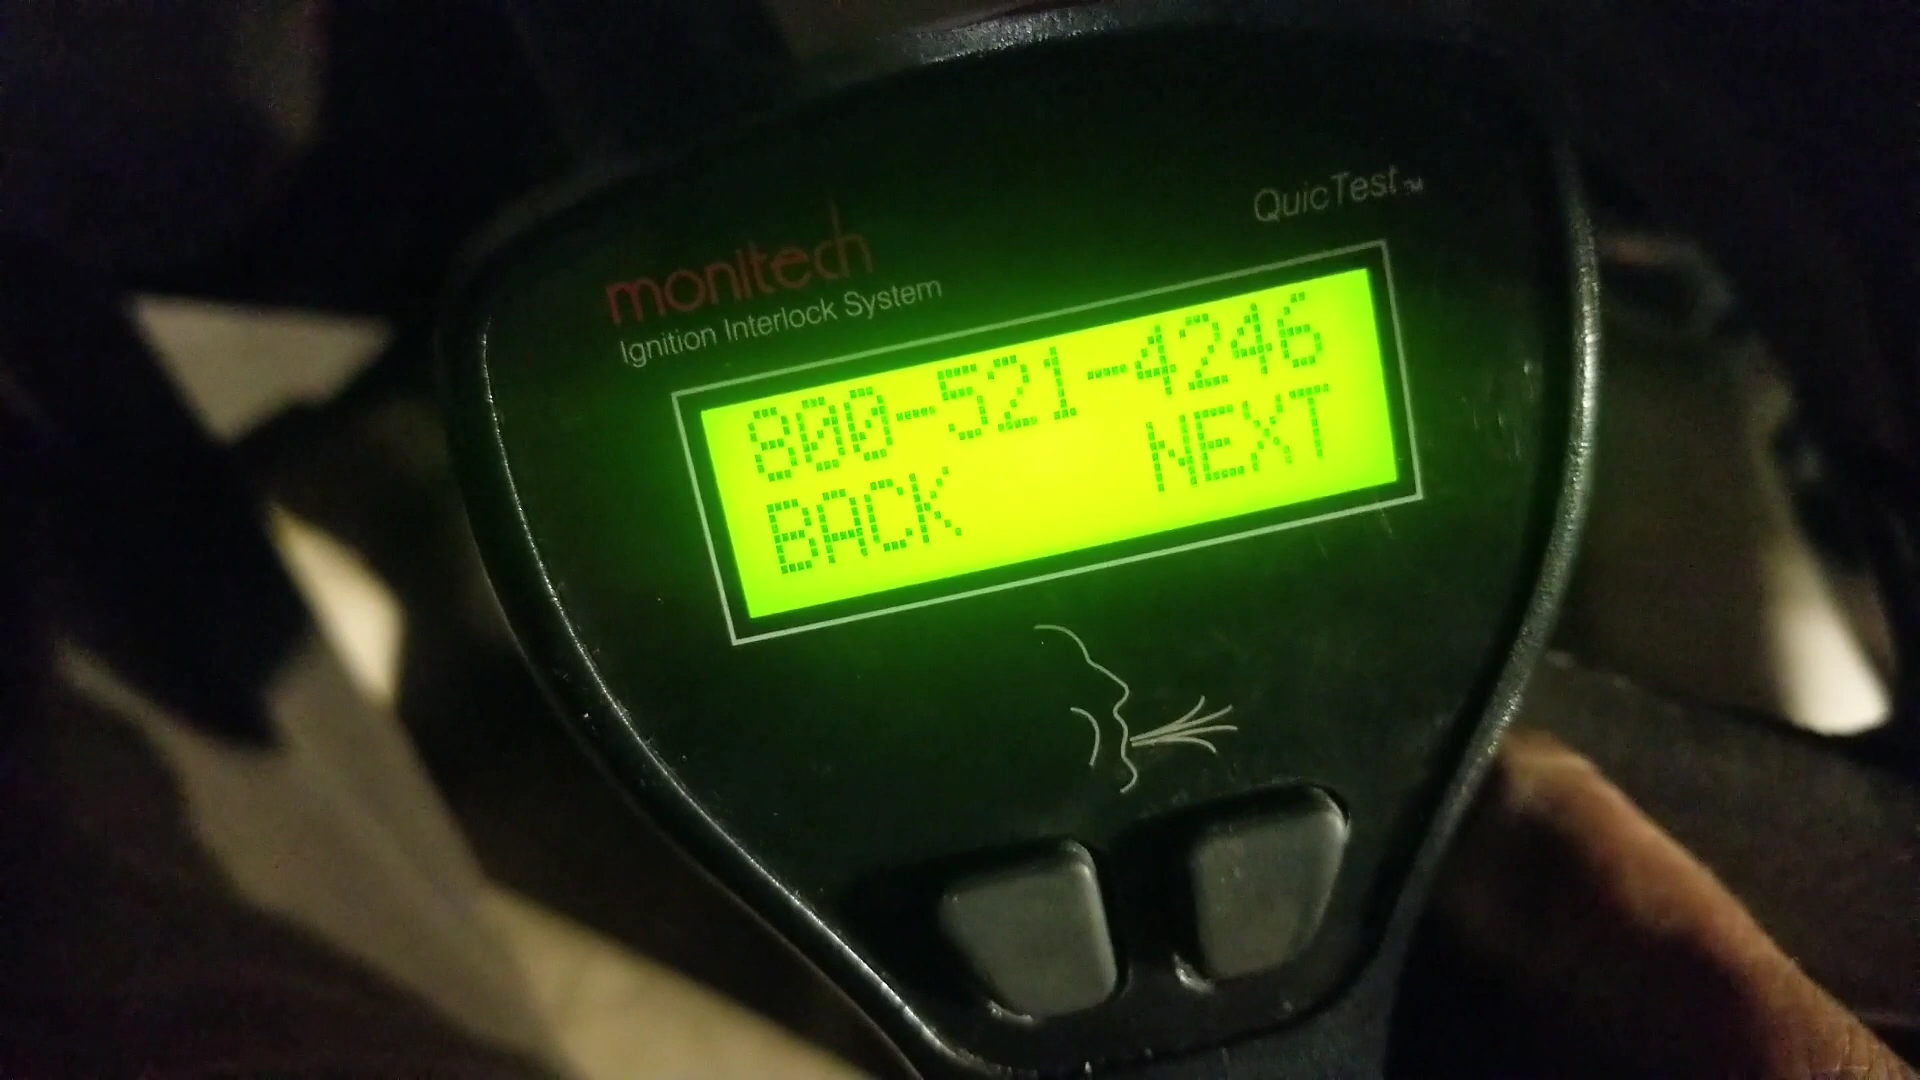 monitech
Ignition Interlock System
QuicTest™
800-521-4246
BACK NEXT